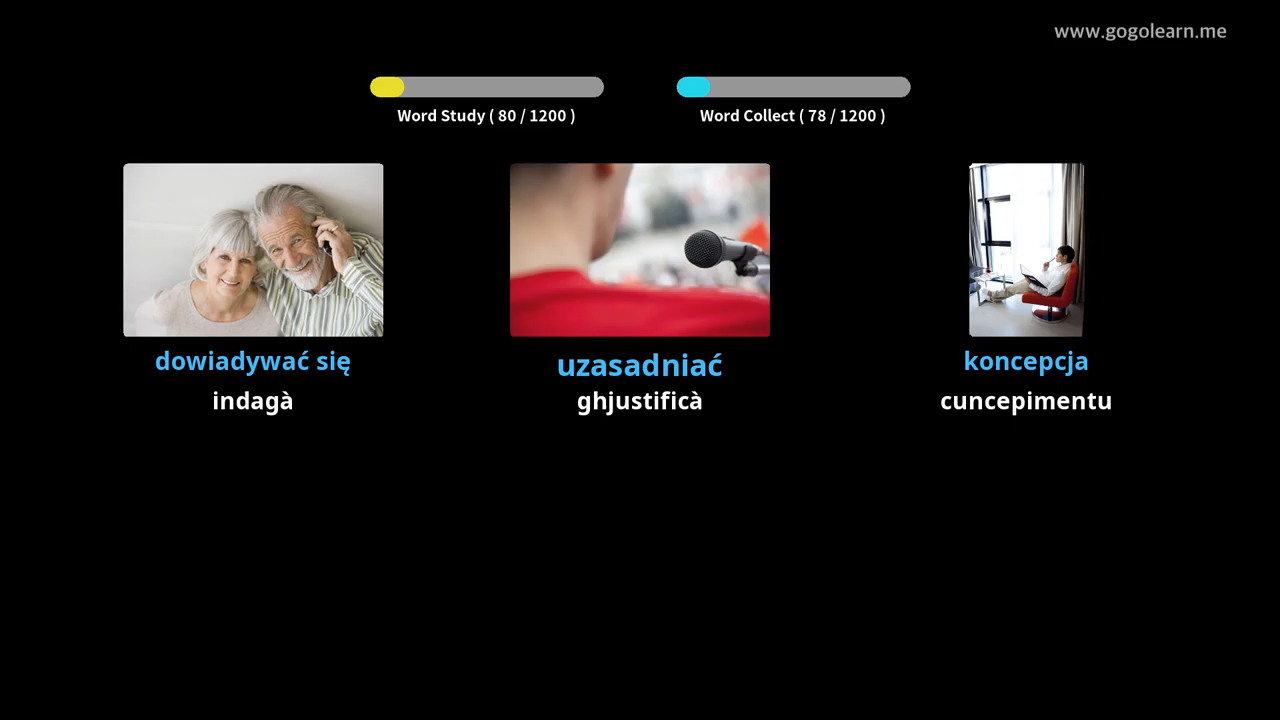 www.gogolearn.me
Word Study ( 80 / 1200 )
Word Collect ( 78 / 1200 )
dowiadywać się
uzasadniać
koncepcja
indagà
ghjustificà
cuncepimentu